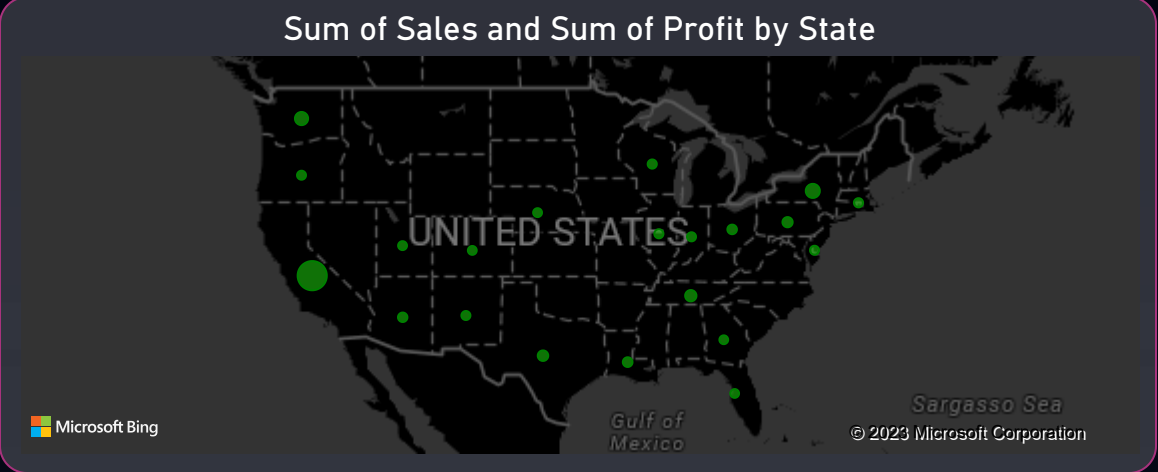 Sum of Sales and Sum of Profit by State
UNITED STATES
Sargasso Sea
Gulf of
Mexico
Microsoft Bing
© 2023 Microsoft Corporation